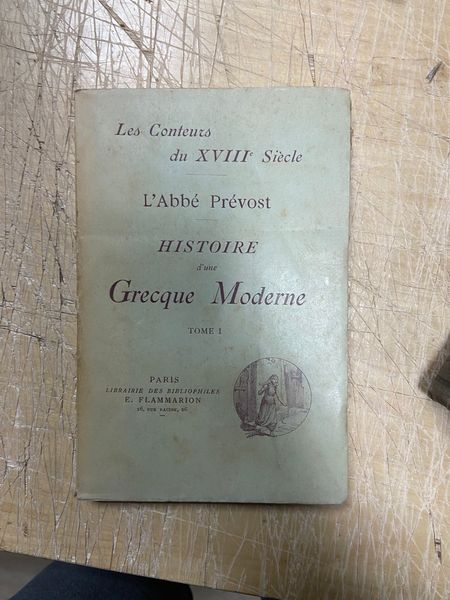 Les Conteurs
du XVIIIe Siècle
L'Abbé Prévost
HISTOIRE
d'une
Grecque Moderne
TOME I
PARIS
LIBRAIRIE DES BIBLIOPHILES
E. FLAMMARION
26, RUE RACINE, 26